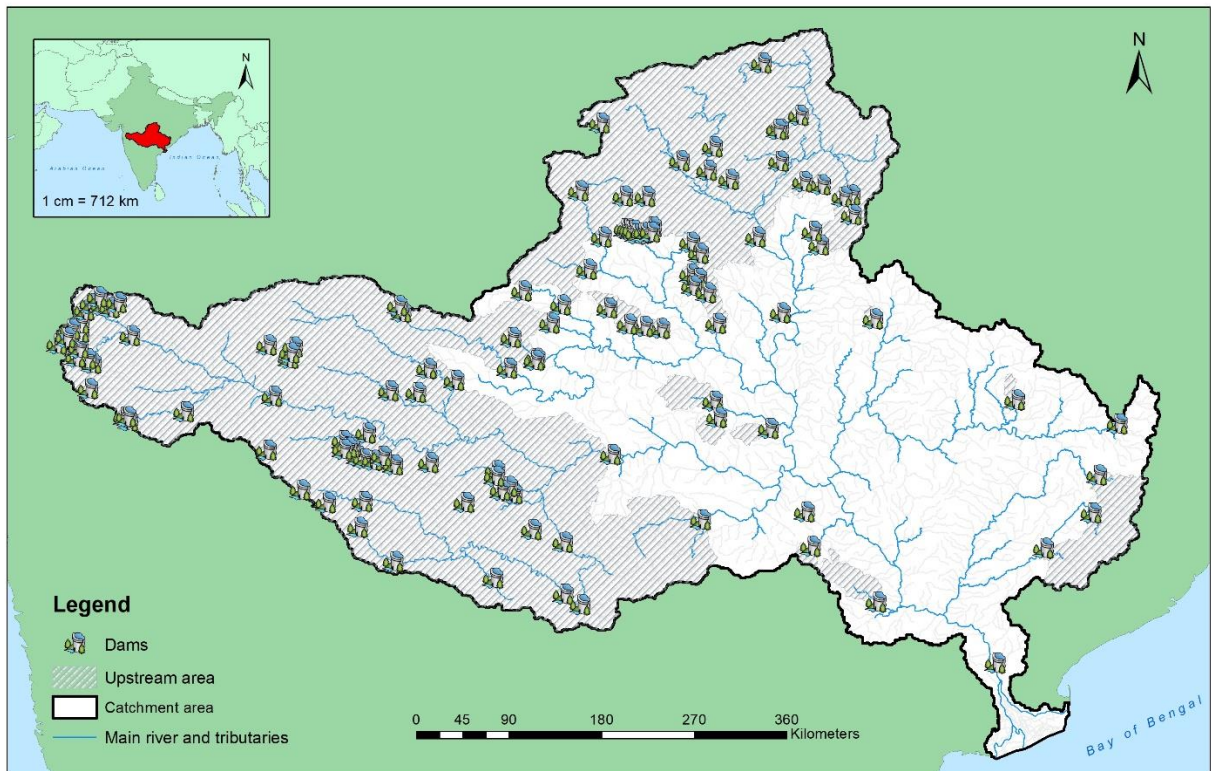 N
Arabian Ocean
Indian Ocean
1 cm = 712 km
N
Legend
Dams
Upstream area
Catchment area
Main river and tributaries
0 45 90 180 270 360
Kilometers
Bay of Bengal